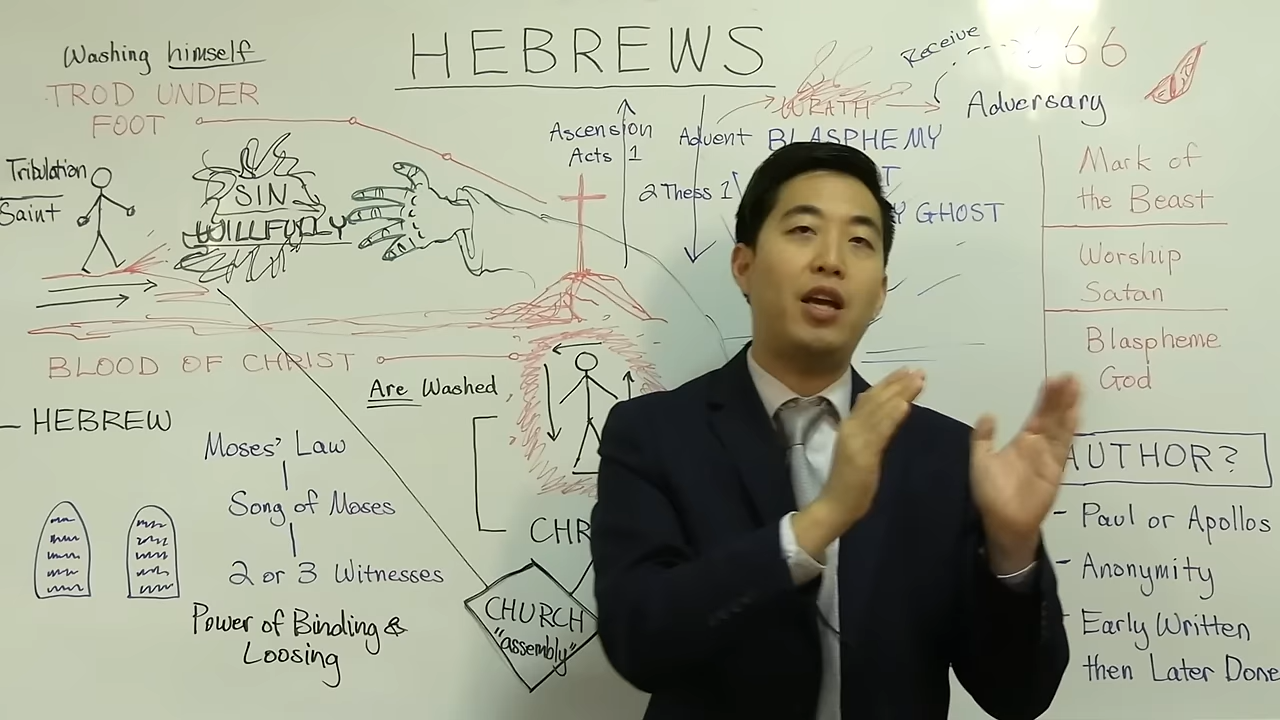 HEBREWS
Washing himself
TROD UNDER
FOOT
Receive
666
WRATH
Adversary
Ascension
Acts 1
Advent
2 Thess 1
BLASPHEMY
GHOST
Tribulation
Saint
SIN
WILLFULLY
Mark of
the Beast
Worship
Satan
Blaspheme
God
BLOOD OF CHRIST
Are Washed
- HEBREW
Moses' Law
Song of Moses
2 or 3 Witnesses
Power of Binding &
Loosing
CHR
CHURCH
"assembly"
AUTHOR?
- Paul or Apollos
- Anonymity
- Early Written
then Later Done